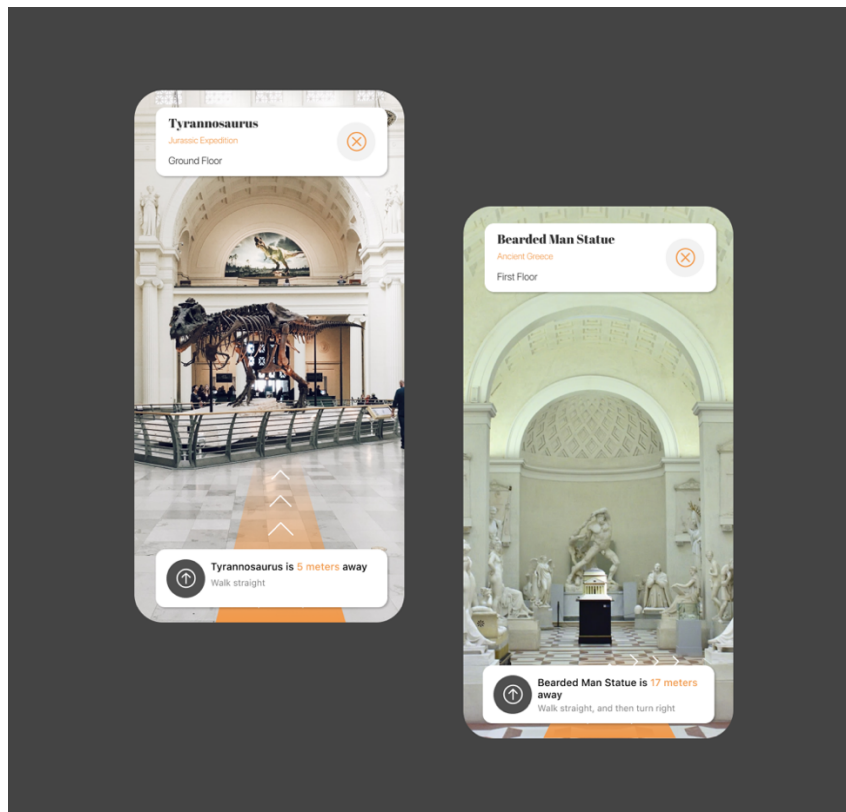 Tyrannosaurus
Jurassic Expedition
Ground Floor
Tyrannosaurus is 5 meters away
Walk straight
Bearded Man Statue
Ancient Greece
First Floor
Bearded Man Statue is 17 meters
away
Walk straight, and then turn right